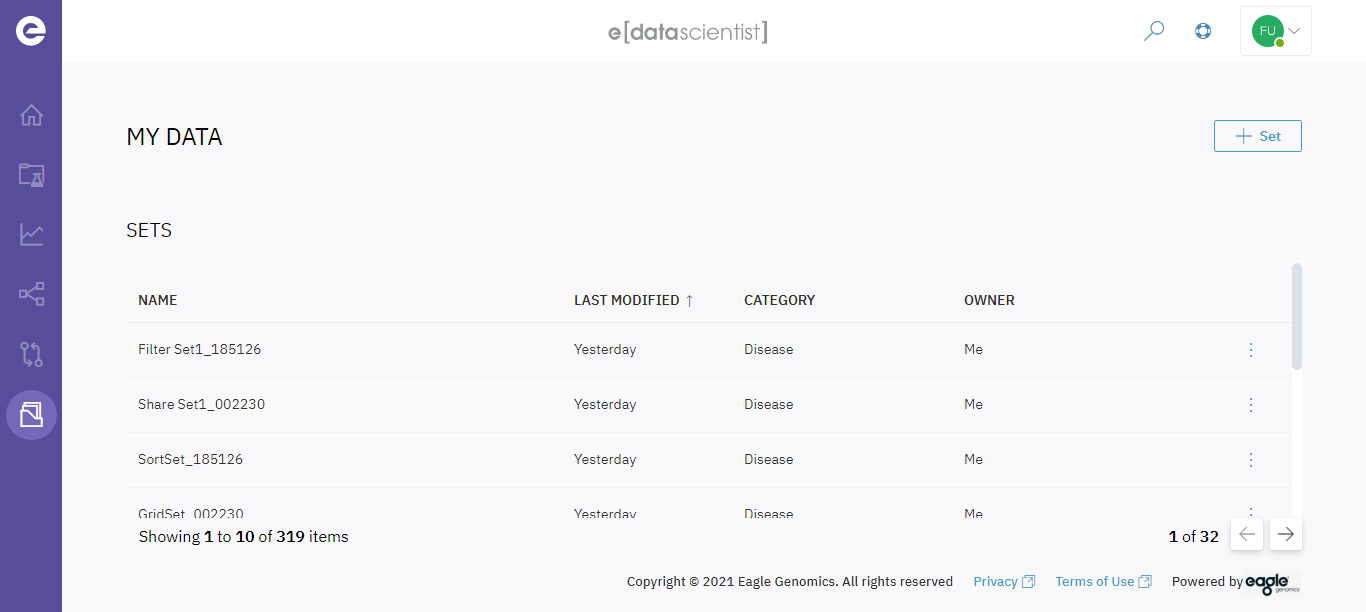 e[datascientist]
FU
MY DATA
Set
SETS
NAME LAST MODIFIED ↑ CATEGORY OWNER
Filter Set1_185126 Yesterday Disease Me
Share Set1_002230 Yesterday Disease Me
SortSet_185126 Yesterday Disease Me
GridSet_002230 Yesterday Disease Me
Showing 1 to 10 of 319 items 1 of 32
Copyright © 2021 Eagle Genomics. All rights reserved Privacy Terms of Use Powered by eagle genomics